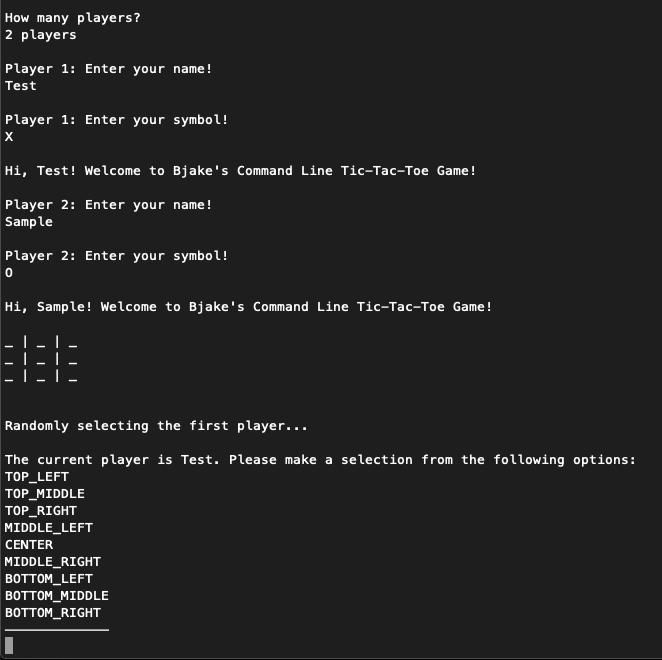 How many players?
2 players
Player 1: Enter your name!
Test
Player 1: Enter your symbol!
X
Hi, Test! Welcome to Bjake's Command Line Tic-Tac-Toe Game!
Player 2: Enter your name!
Sample
Player 2: Enter your symbol!
O
Hi, Sample! Welcome to Bjake's Command Line Tic-Tac-Toe Game!
_ | _ | _
_ | _ | _
_ | _ | _
Randomly selecting the first player...
The current player is Test. Please make a selection from the following options:
TOP_LEFT
TOP_MIDDLE
TOP_RIGHT
MIDDLE_LEFT
CENTER
MIDDLE_RIGHT
BOTTOM_LEFT
BOTTOM_MIDDLE
BOTTOM_RIGHT
_____________